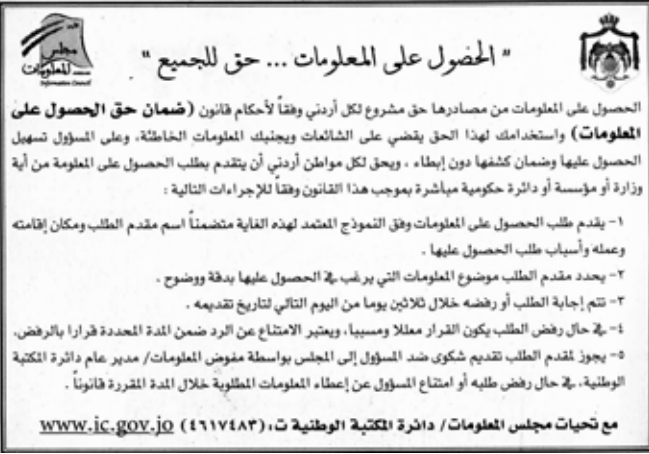 مجلس
المعلومات
Information Council
" الحصول على المعلومات ... حق للجميع "
الحصول على المعلومات من مصادرها حق مشروع لكل أردني وفقاً لأحكام قانون (ضمان حق الحصول على
المعلومات) واستخدامك لهذا الحق يقضي على الشائعات ويجنبك المعلومات الخاطئة، وعلى المسؤول تسهيل
الحصول عليها وضمان كشفها دون إبطاء ، ويحق لكل مواطن أردني أن يتقدم بطلب الحصول على المعلومة من أية
وزارة أو مؤسسة أو دائرة حكومية مباشرة بموجب هذا القانون وفقاً للإجراءات التالية :
١- يقدم طلب الحصول على المعلومات وفق النموذج المعتمد لهذه الغاية متضمناً اسم مقدم الطلب ومكان إقامته
وعمله وأسباب طلب الحصول عليها .
٢- يحدد مقدم الطلب موضوع المعلومات التي يرغب في الحصول عليها بدقة ووضوح .
٣- تتم إجابة الطلب أو رفضه خلال ثلاثين يوما من اليوم التالي لتاريخ تقديمه .
٤- في حال رفض الطلب يكون القرار معللا ومسببا، ويعتبر الامتناع عن الرد ضمن المدة المحددة قرارا بالرفض.
٥- يجوز لمقدم الطلب تقديم شكوى ضد المسؤول إلى المجلس بواسطة مفوض المعلومات/ مدير عام دائرة المكتبة
الوطنية، في حال رفض طلبه أو امتناع المسؤول عن إعطاء المعلومات المطلوبة خلال المدة المقررة قانوناً .
مع تحيات مجلس المعلومات/ دائرة المكتبة الوطنية ت: (٤٦١٧٤٨٣) www.ic.gov.jo